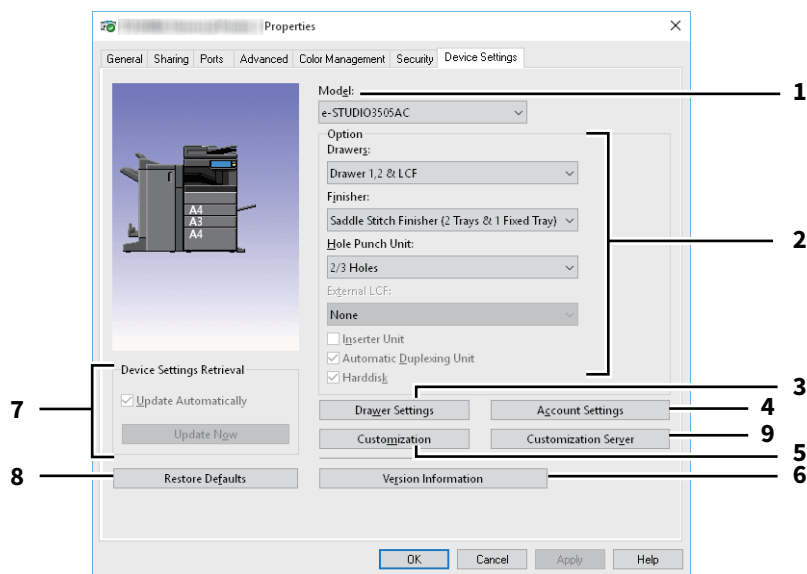 Properties
General Sharing Ports Advanced Color Management Security Device Settings
Model:
1
e-STUDIO3505AC
Option
Drawers:
Drawer 1,2 & LCF
Finisher:
Saddle Stitch Finisher (2 Trays & 1 Fixed Tray)
2
Hole Punch Unit:
2/3 Holes
External LCF:
None
Inserter Unit
Automatic Duplexing Unit
Harddisk
A4
A3
A4
Device Settings Retrieval
7
Update Automatically
Update Now
3
Drawer Settings Account Settings 4
Customization Customization Server 9
5
8 Restore Defaults Version Information 6
OK Cancel Apply Help